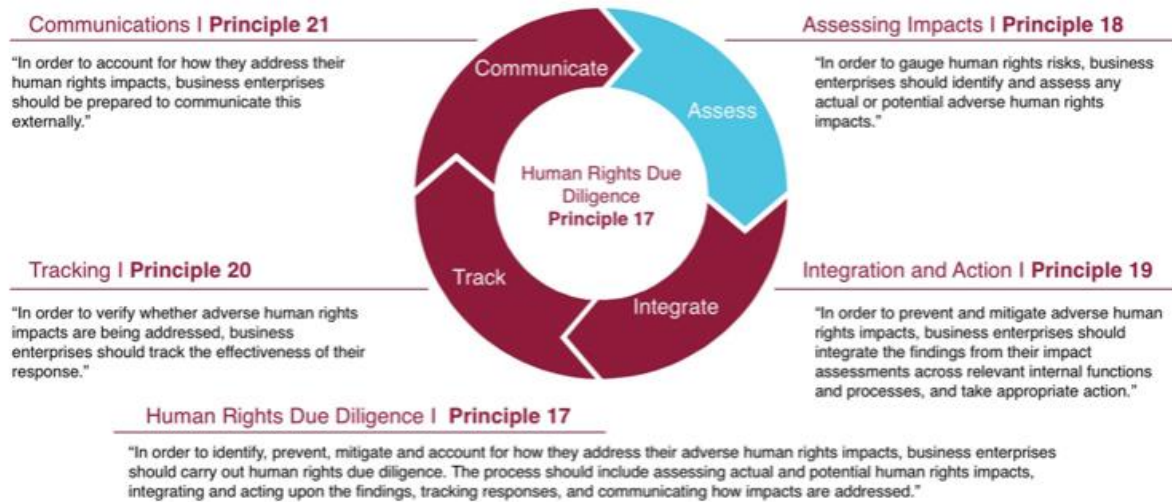 Communications I Principle 21
"In order to account for how they address their
human rights impacts, business enterprises
should be prepared to communicate this
externally."
Assessing Impacts I Principle 18
"In order to gauge human rights risks, business
enterprises should identify and assess any
actual or potential adverse human rights
impacts."
Communicate
Assess
Human Rights Due
Diligence
Principle 17
Track
Integrate
Tracking I Principle 20
"In order to verify whether adverse human rights
impacts are being addressed, business
enterprises should track the effectiveness of their
response."
Integration and Action I Principle 19
"In order to prevent and mitigate adverse human
rights impacts, business enterprises should
integrate the findings from their impact
assessments across relevant internal functions
and processes, and take appropriate action."
Human Rights Due Diligence I Principle 17
"In order to identify, prevent, mitigate and account for how they address their adverse human rights impacts, business enterprises
should carry out human rights due diligence. The process should include assessing actual and potential human rights impacts,
integrating and acting upon the findings, tracking responses, and communicating how impacts are addressed."